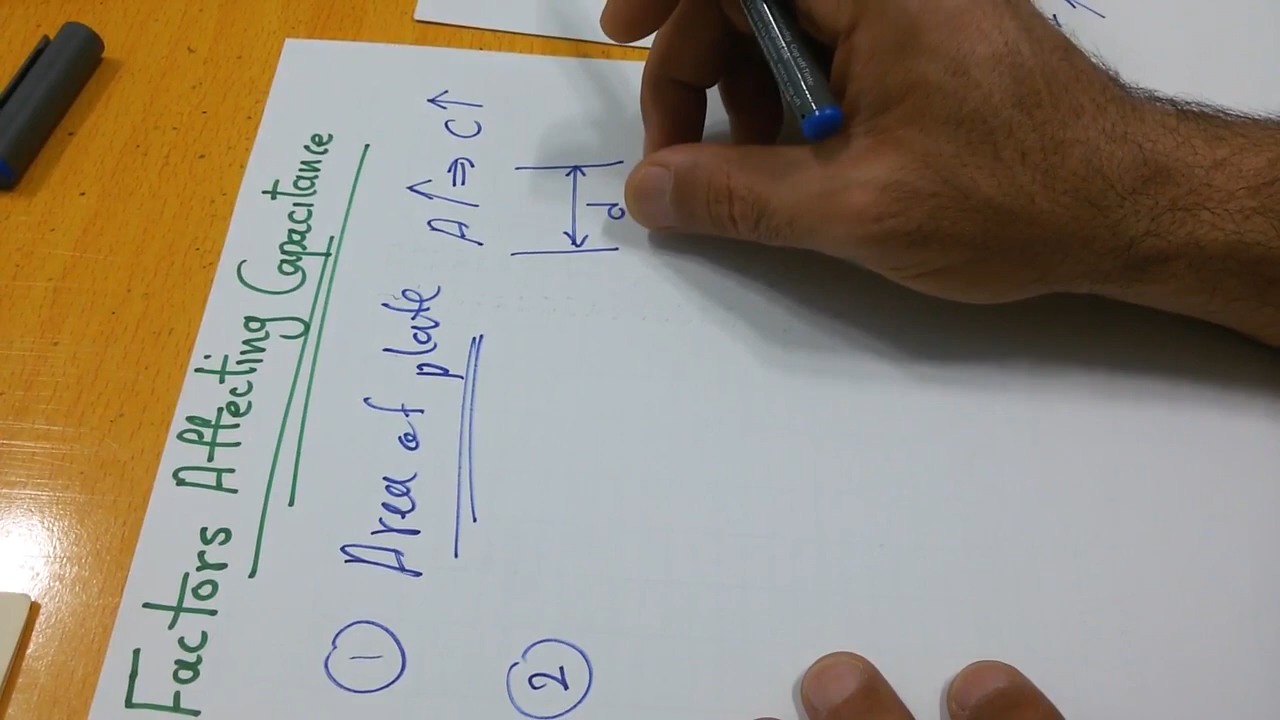 Factors Affecting Capacitance
① Area of plate A↑ ⇒ C↑
② d